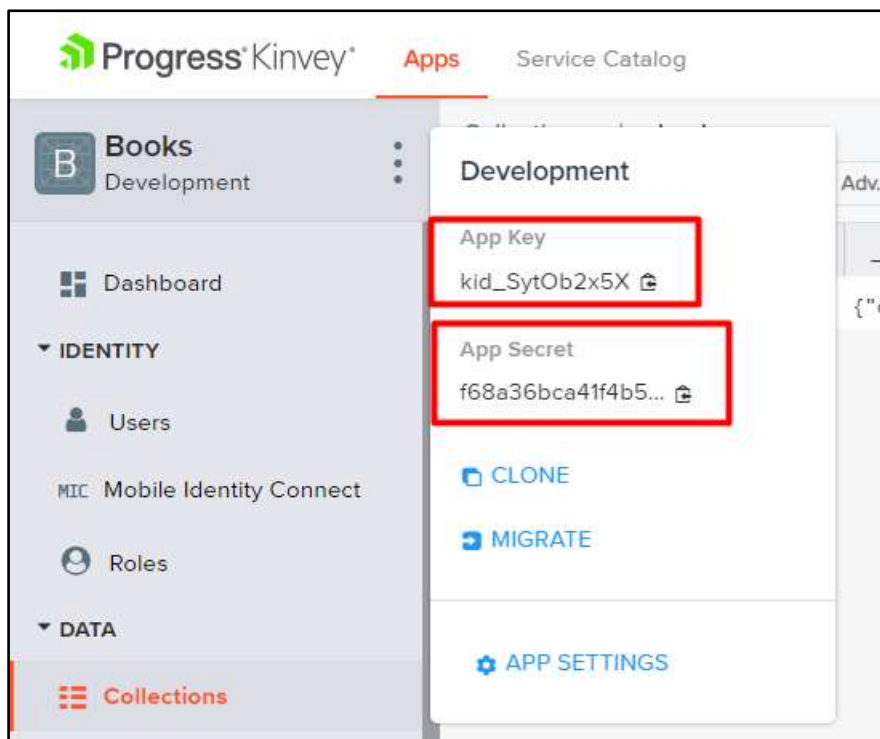 Progress Kinvey
Apps
Service Catalog
B
Books
Development
Development
Adv.
App Key
kid_SytOb2x5X
App Secret
f68a36bca41f4b5...
Dashboard
IDENTITY
Users
MIC Mobile Identity Connect
Roles
DATA
Collections
CLONE
MIGRATE
APP SETTINGS
{"